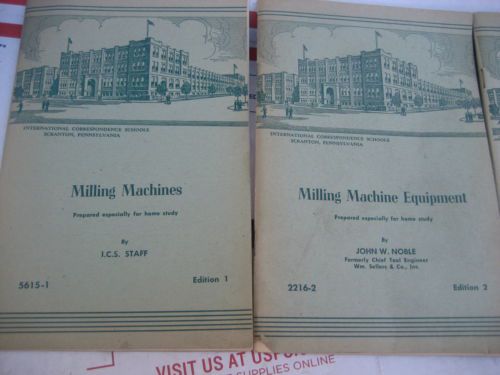 INTERNATIONAL CORRESPONDENCE SCHOOLS
SCRANTON, PENNSYLVANIA
Milling Machines
Prepared especially for home study
By
I.C.S. STAFF
5615-1
Edition 1
INTERNATIONAL CORRESPONDENCE SCHOOLS
SCRANTON, PENNSYLVANIA
Milling Machine Equipment
Prepared especially for home study
By
JOHN W. NOBLE
Formerly Chief Tool Engineer
Wm. Sellers & Co., Inc.
2216-2
Edition 2
VISIT US AT
SUPPLIES ONLINE